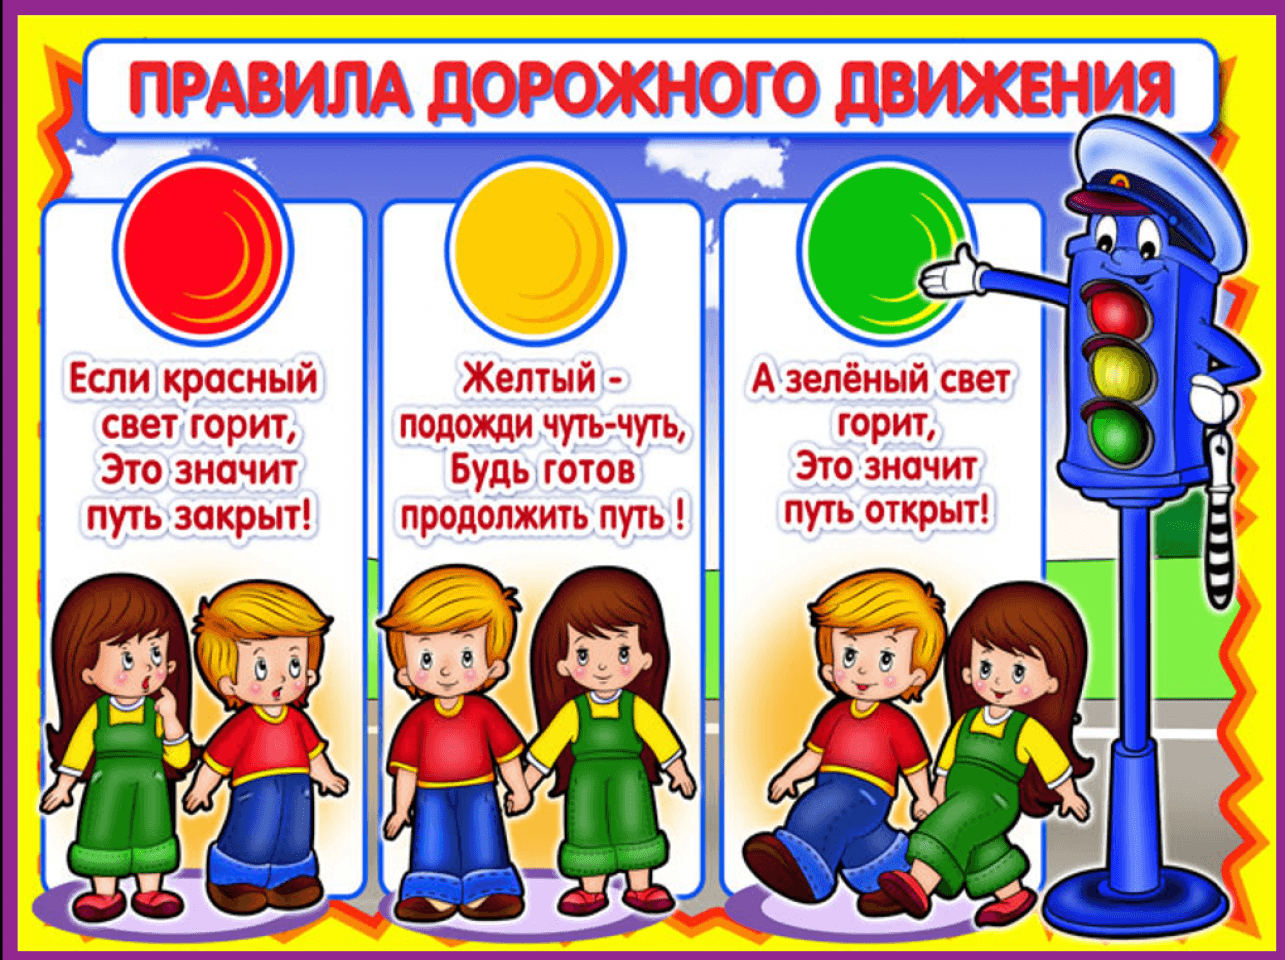 ПРАВИЛА ДОРОЖНОГО ДВИЖЕНИЯ
Если красный
свет горит,
Это значит
путь закрыт!
Желтый -
подожди чуть-чуть,
Будь готов
продолжить путь !
А зелёный свет
горит,
Это значит
путь открыт!